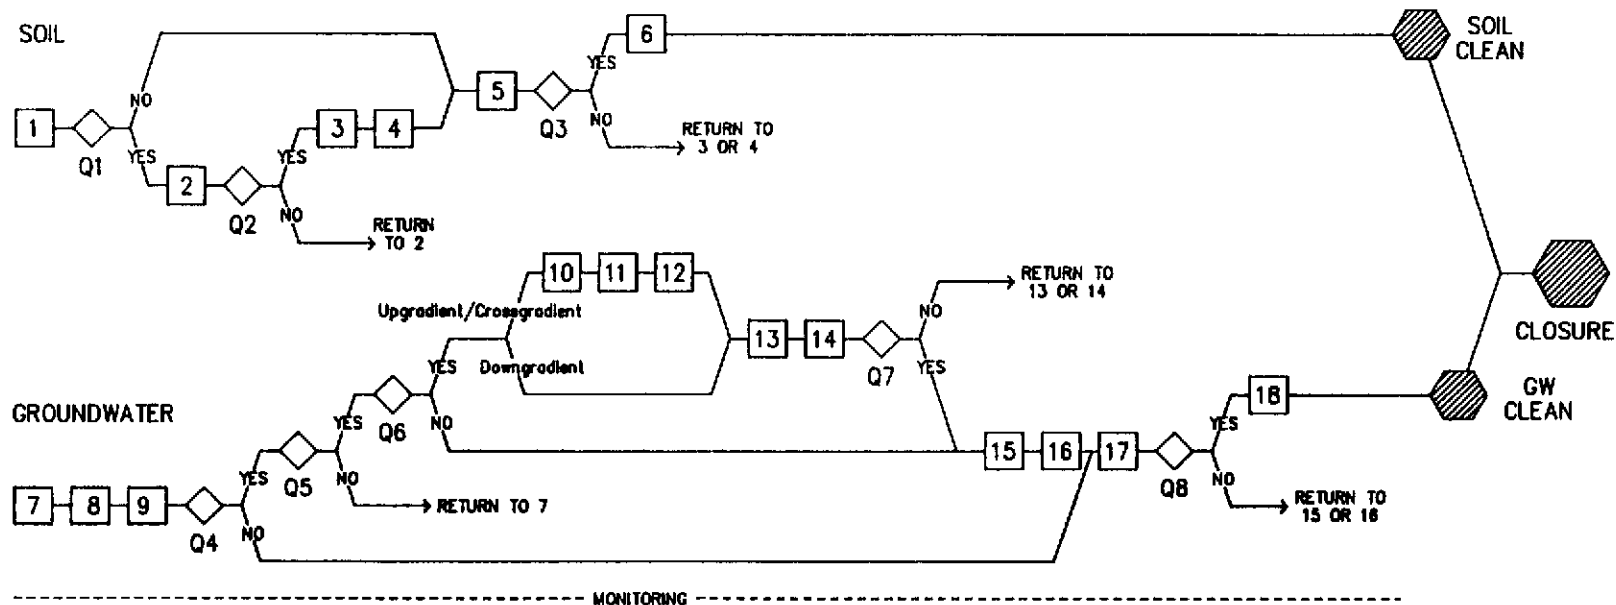 SOIL
1
Q1
NO
YES
2
Q2
YES
NO
RETURN
TO 2
3
4
5
Q3
YES
NO
RETURN TO
3 OR 4
6
SOIL
CLEAN
GROUNDWATER
7
8
9
Q4
YES
NO
Q5
YES
NO
RETURN TO 7
Q6
YES
NO
Upgradient/Crossgradient
Downgradient
10
11
12
13
14
Q7
NO
YES
RETURN TO
13 OR 14
15
16
17
Q8
YES
NO
RETURN TO
15 OR 16
18
GW
CLEAN
CLOSURE
MONITORING